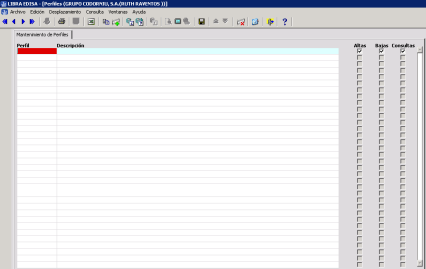 LIBRA EDISA - [Perfiles (GRUPO CODORNIU, S.A.(RUTH RAVENTOS ))]
Archivo Edición Desplazamiento Consulta Ventanas Ayuda
Mantenimiento de Perfiles
Perfil Descripción Altas Bajas Consultas